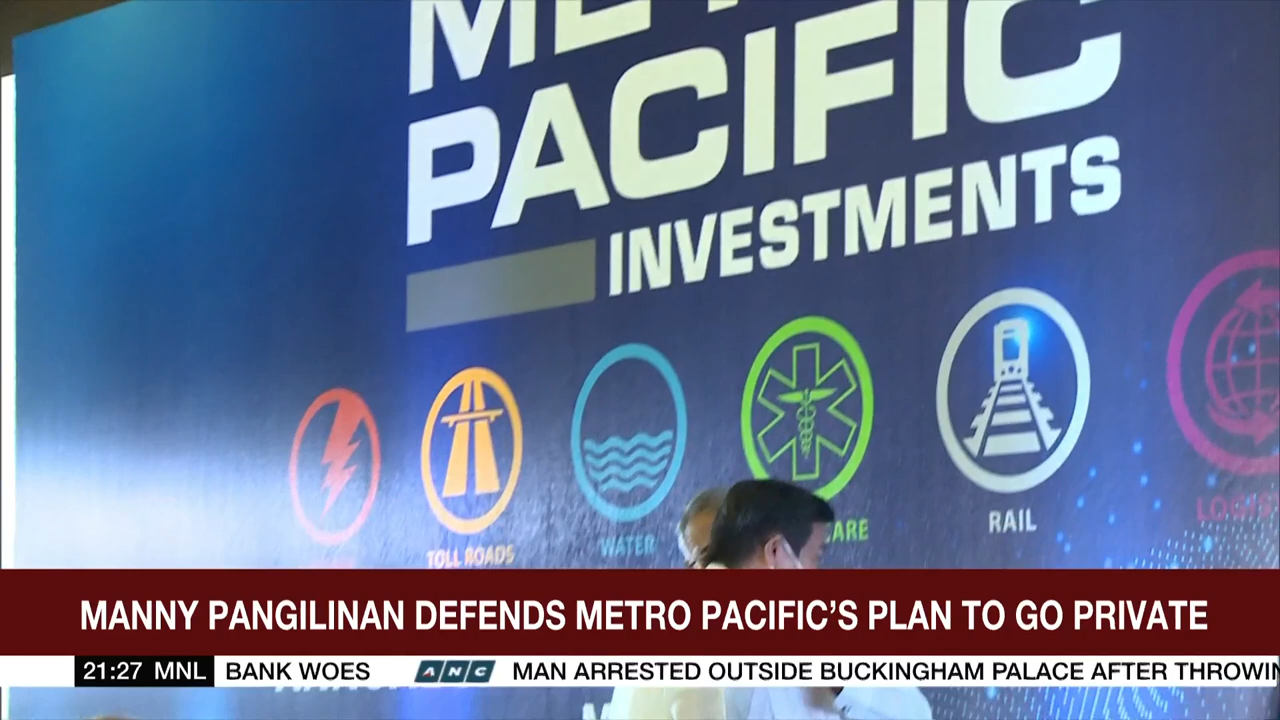 PACIFIC
INVESTMENTS
TOLL ROADS
WATER
RAIL
MANNY PANGILINAN DEFENDS METRO PACIFIC'S PLAN TO GO PRIVATE
21:27 MNL BANK WOES ANC MAN ARRESTED OUTSIDE BUCKINGHAM PALACE AFTER